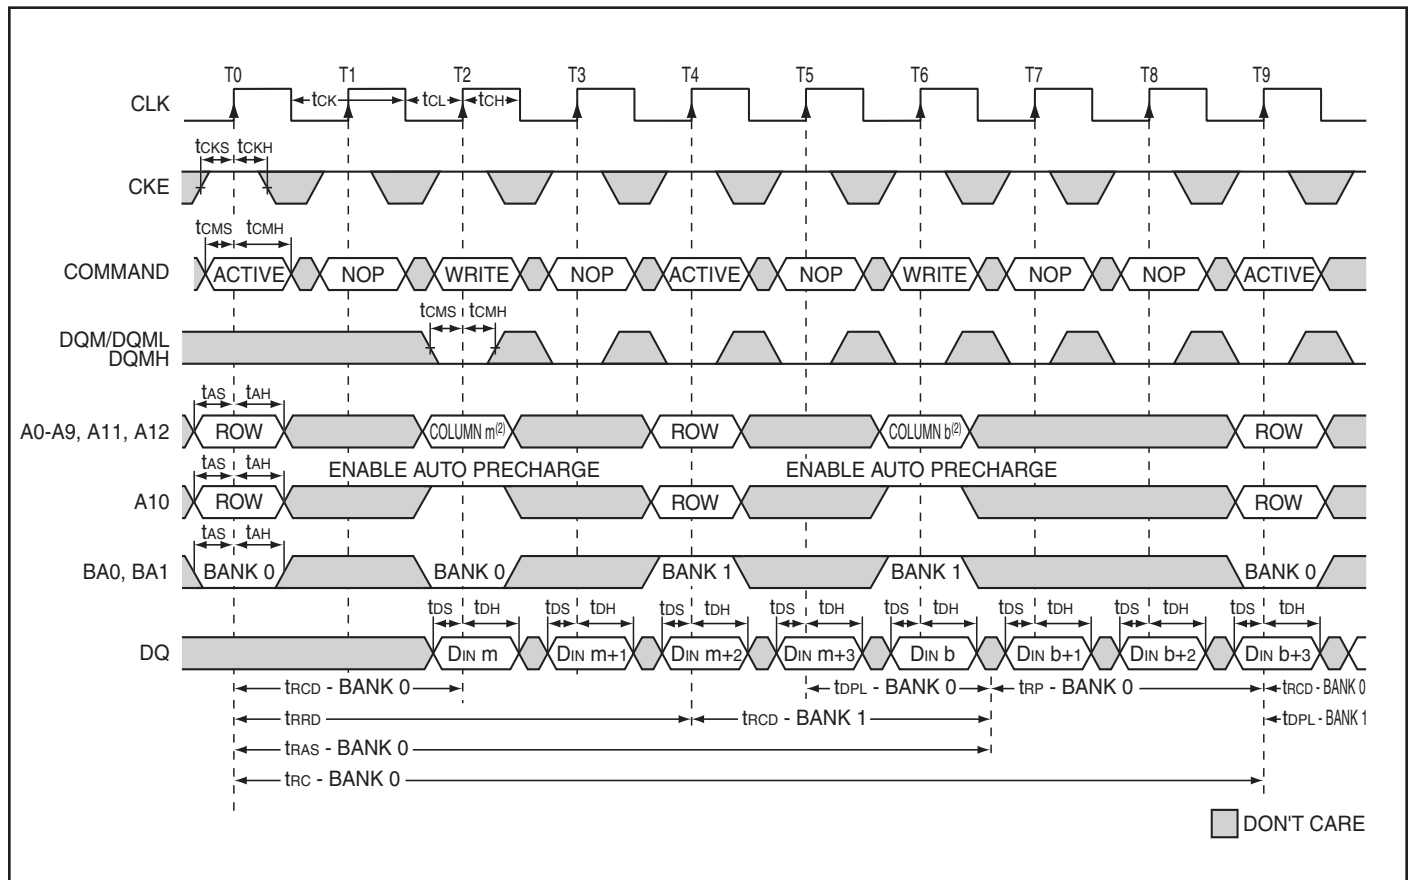 T0 T1 T2 T3 T4 T5 T6 T7 T8 T9
CLK tCK tCL tCH
tCKS tCKH
CKE
tCMS tCMH
COMMAND ACTIVE NOP WRITE NOP ACTIVE NOP WRITE NOP NOP ACTIVE
tCMS tCMH
DQM/DQML
DQMH
tAS tAH
A0-A9, A11, A12 ROW COLUMN m(2) ROW COLUMN b(2) ROW
tAS tAH ENABLE AUTO PRECHARGE ENABLE AUTO PRECHARGE
A10 ROW ROW ROW
tAS tAH
BA0, BA1 BANK 0 BANK 0 BANK 1 BANK 1 BANK 0
tDS tDH tDS tDH tDS tDH tDS tDH tDS tDH tDS tDH tDS tDH tDS tDH
DQ DIN m DIN m+1 DIN m+2 DIN m+3 DIN b DIN b+1 DIN b+2 DIN b+3
tRCD - BANK 0 tDPL - BANK 0 tRP - BANK 0 tRCD - BANK 0
tRRD tRCD - BANK 1 tDPL - BANK 1
tRAS - BANK 0
tRC - BANK 0
DON'T CARE